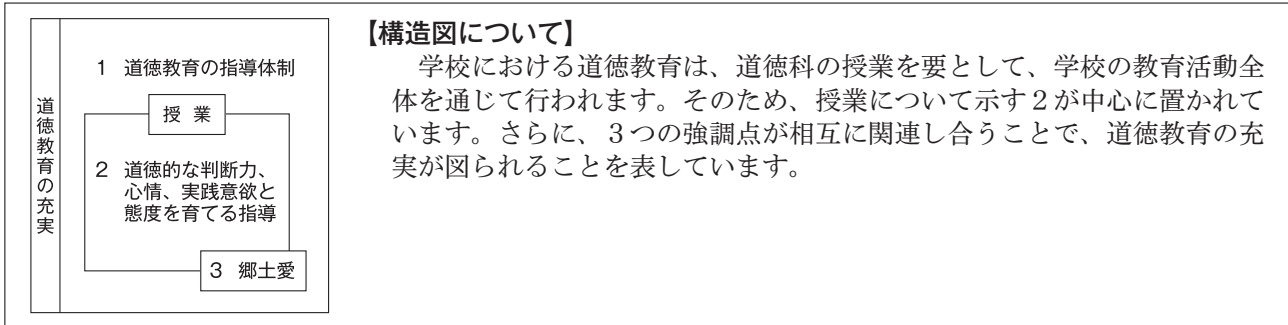 道徳教育の充実
1 道徳教育の指導体制
授 業
2 道徳的な判断力、
心情、実践意欲と
態度を育てる指導
3 郷土愛
【構造図について】
学校における道徳教育は、道徳科の授業を要として、学校の教育活動全
体を通じて行われます。そのため、授業について示す2が中心に置かれて
います。さらに、3つの強調点が相互に関連し合うことで、道徳教育の充
実が図られることを表しています。